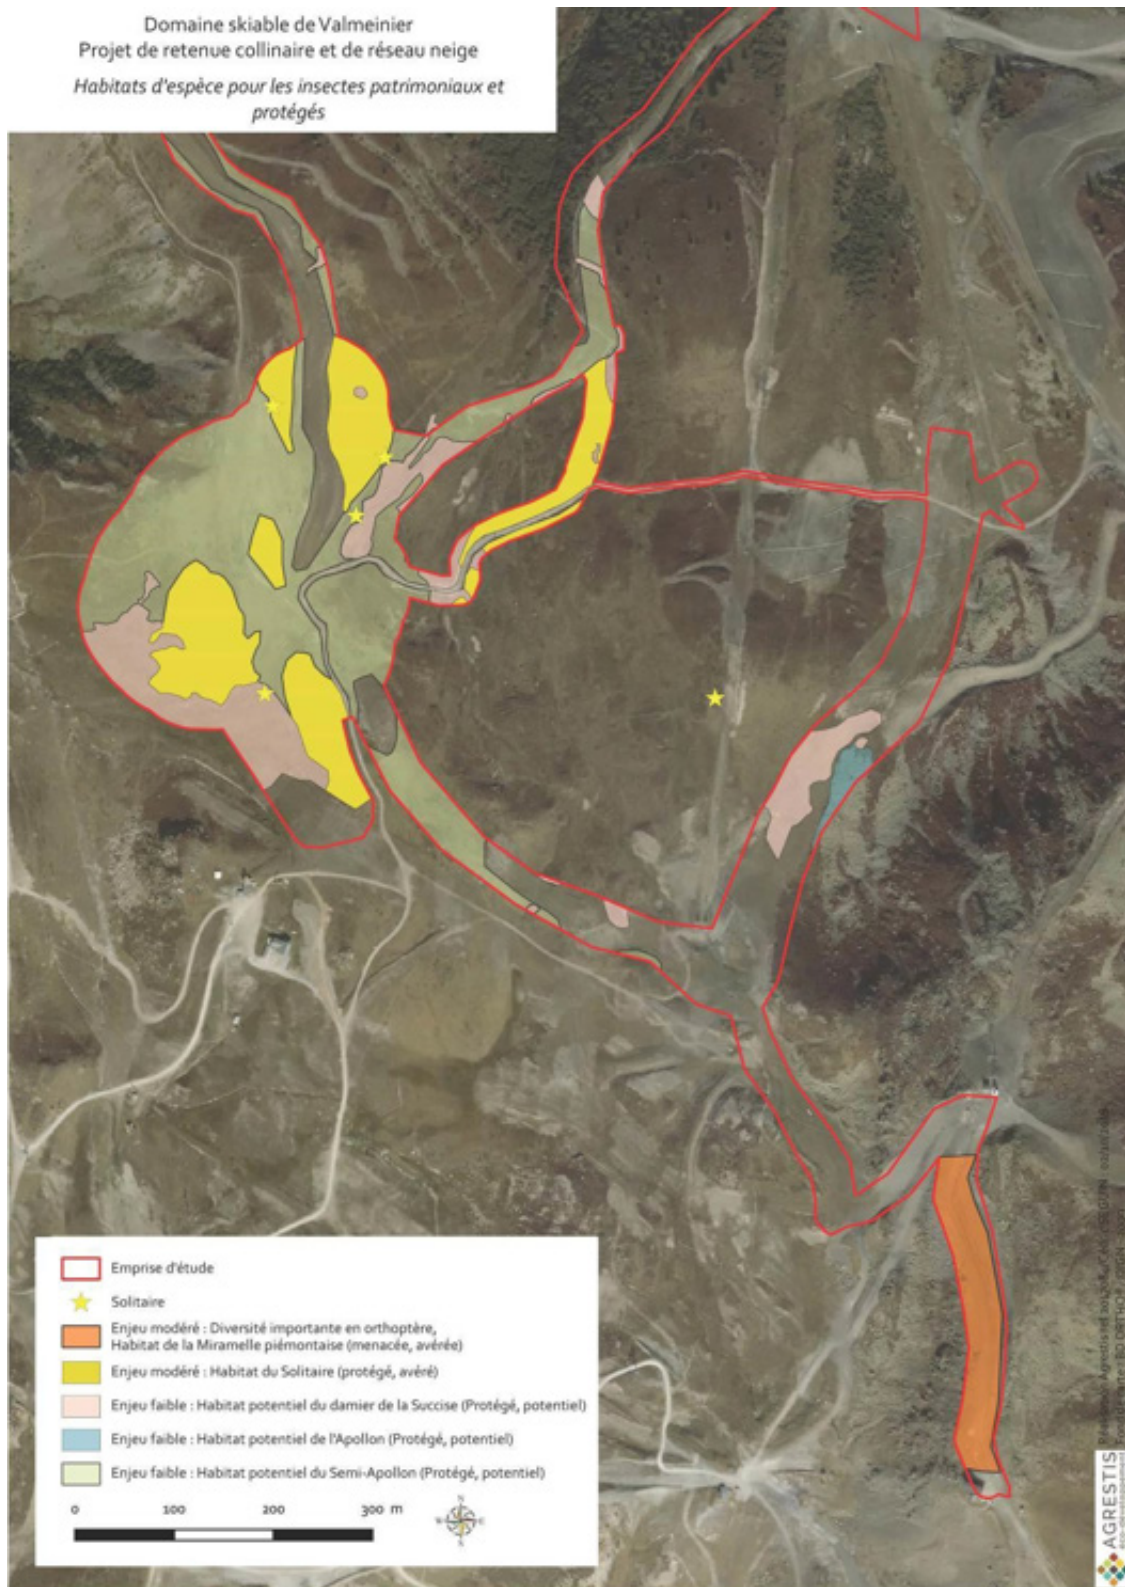 Domaine skiable de Valmeinier
Projet de retenue collinaire et de réseau neige
Habitats d'espèce pour les insectes patrimoniaux et
protégés
Emprise d'étude
Solitaire
Enjeu modéré : Diversité importante en orthoptère,
Habitat de la Miramelle piémontaise (menacée, avérée)
Enjeu modéré : Habitat du Solitaire (protégé, avéré)
Enjeu faible : Habitat potentiel du damier de la Succise (Protégé, potentiel)
Enjeu faible : Habitat potentiel de l'Apollon (Protégé, potentiel)
Enjeu faible : Habitat potentiel du Semi-Apollon (Protégé, potentiel)
0 100 200 300 m
AGRESTIS
éco-développement